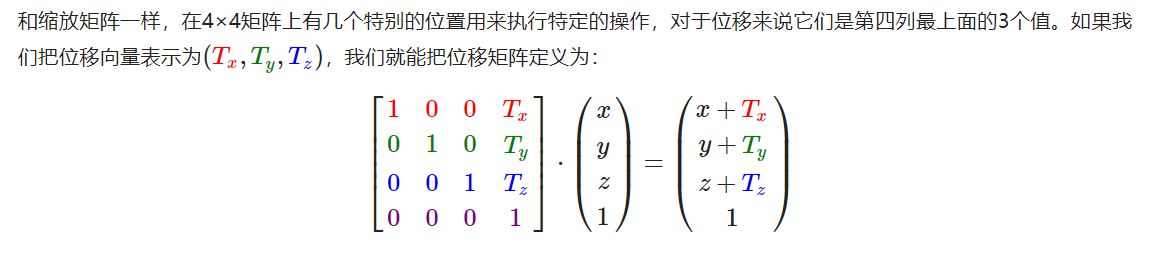 和缩放矩阵一样，在4×4矩阵上有几个特别的位置用来执行特定的操作，对于位移来说它们是第四列最上面的3个值。如果我
们把位移向量表示为(Tx,Ty,Tz)，我们就能把位移矩阵定义为：
[1 0 0 Tx] (x) (x + Tx)
[0 1 0 Ty] (y) (y + Ty)
[0 0 1 Tz] · (z) = (z + Tz)
[0 0 0 1] (1) (1)